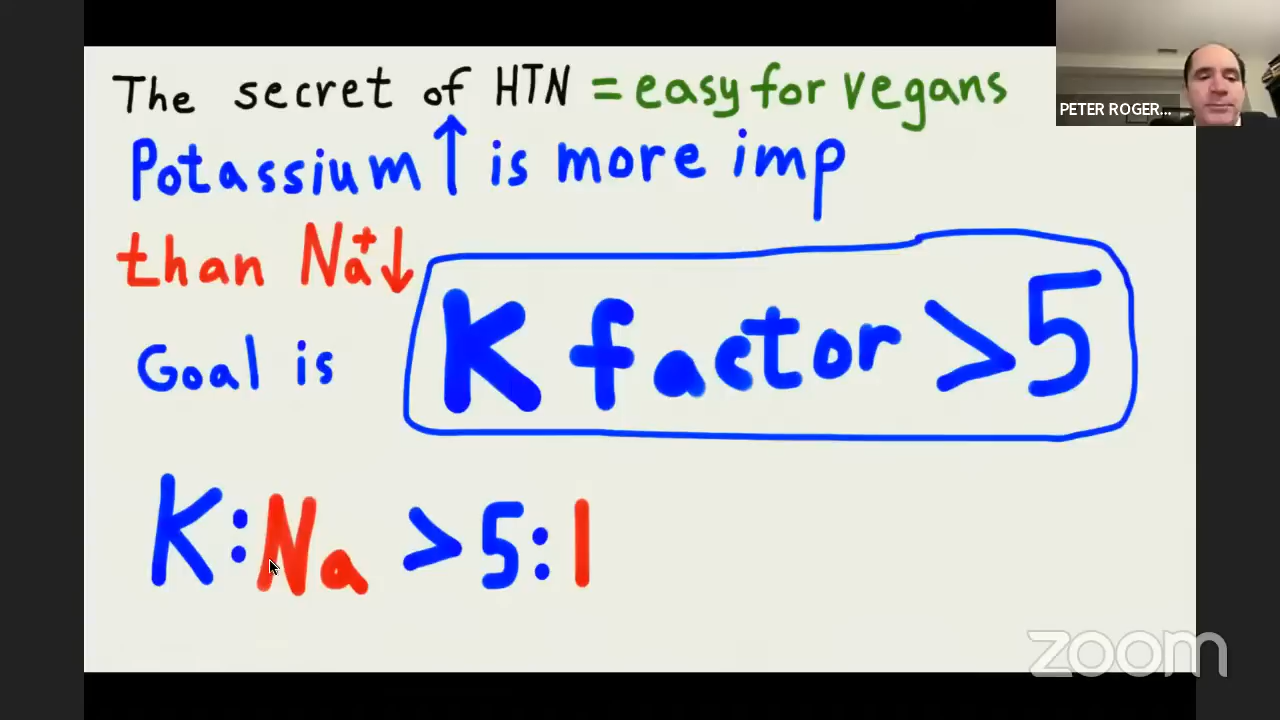 The secret of HTN = easy for vegans
Potassium ↑ is more imp
than Na+ ↓
Goal is K factor > 5
K:Na > 5:1
PETER ROGER...
zoom